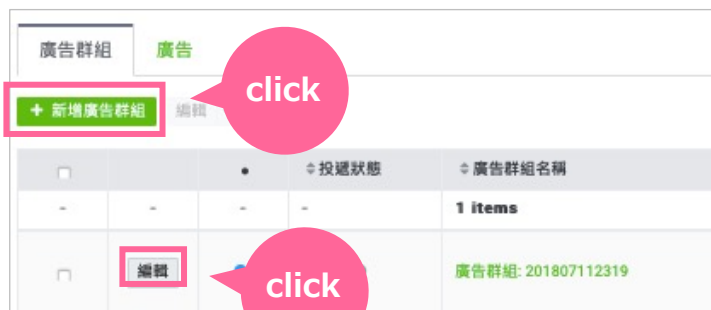 廣告群組 廣告
click
+ 新增廣告群組 編輯
投遞狀態 廣告群組名稱
- - - - 1 items
編輯 廣告群組: 201807112319
click